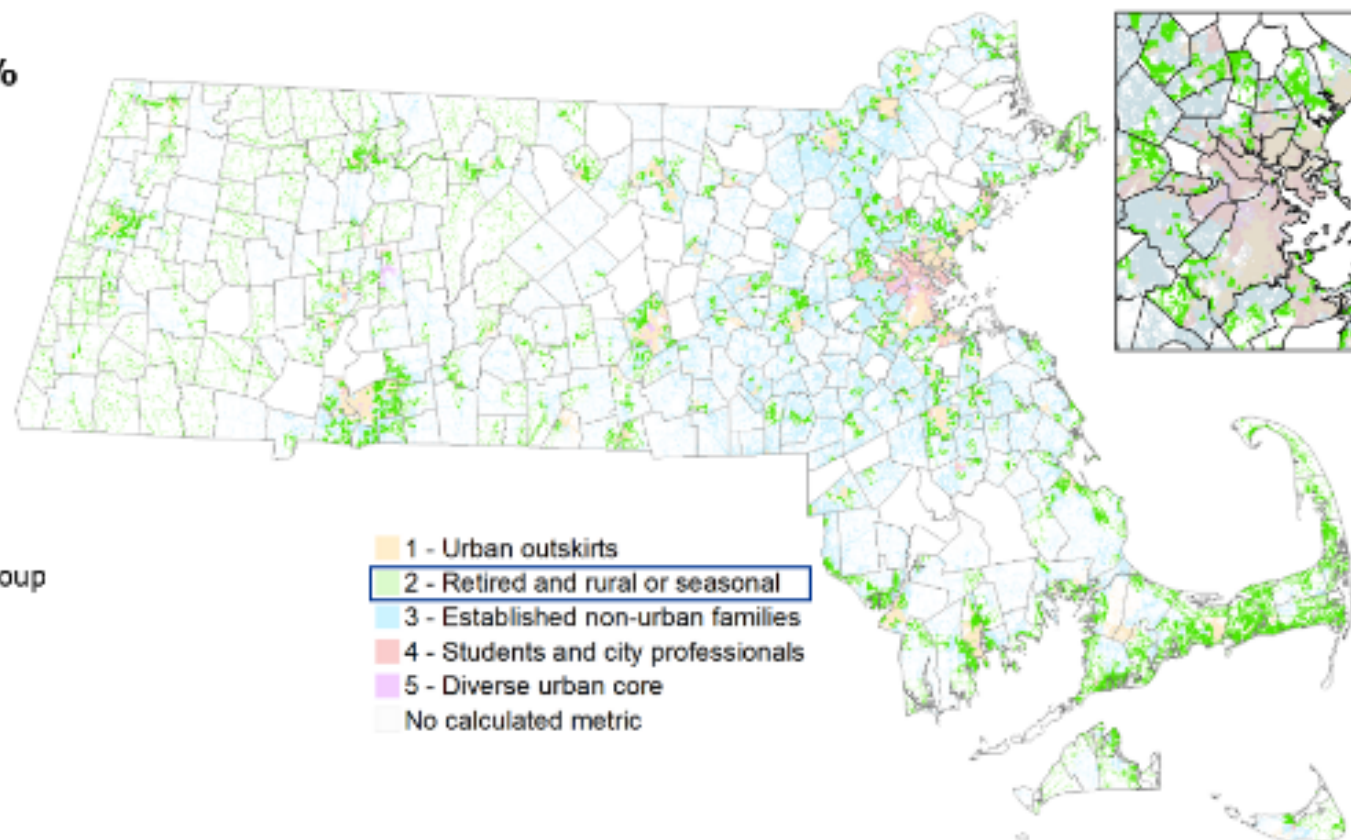 %
oup
1 - Urban outskirts
2 - Retired and rural or seasonal
3 - Established non-urban families
4 - Students and city professionals
5 - Diverse urban core
No calculated metric